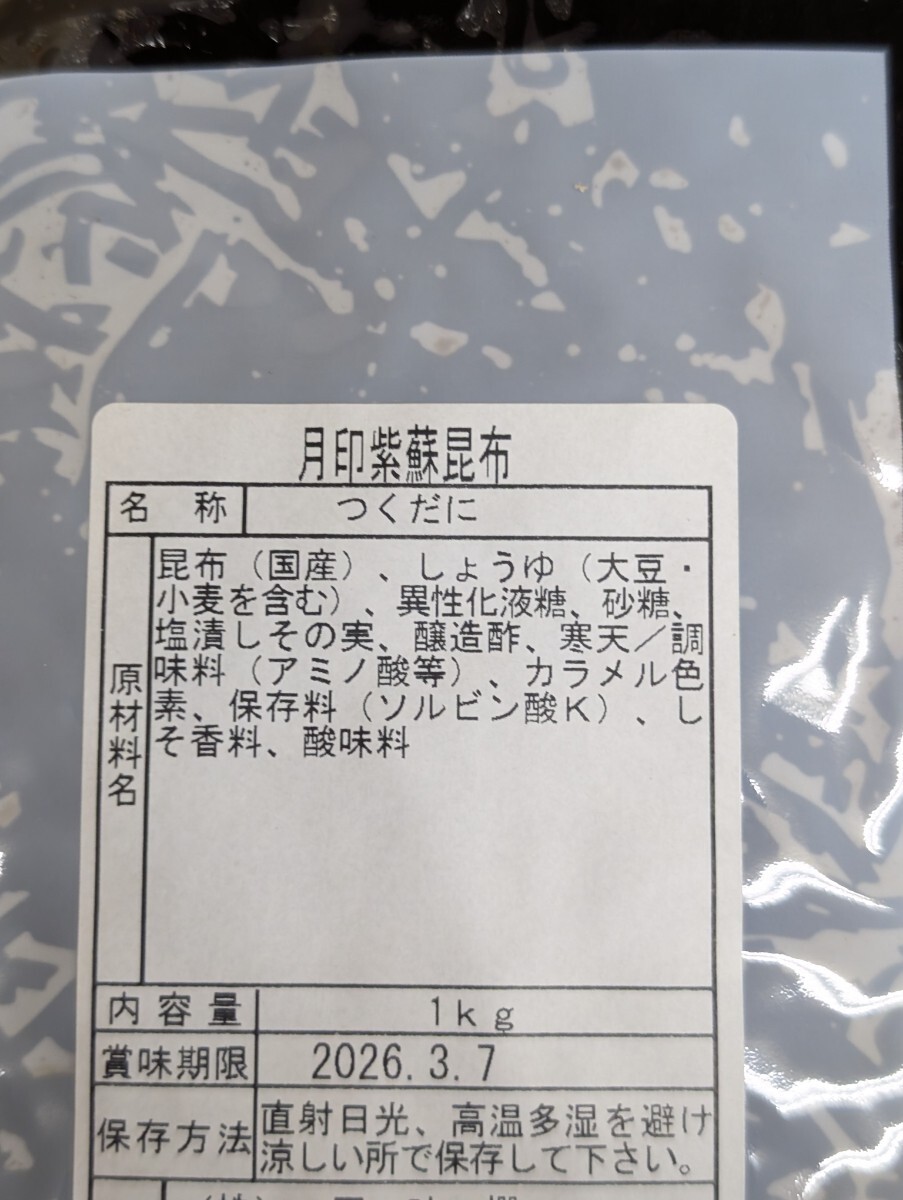 月印紫蘇昆布
名称 つくだに
原材料名
昆布（国産）、しょうゆ（大豆・
小麦を含む）、異性化液糖、砂糖、
塩漬しその実、醸造酢、寒天／調
味料（アミノ酸等）、カラメル色
素、保存料（ソルビン酸K）、し
そ香料、酸味料
内容量 1kg
賞味期限 2026.3.7
保存方法 直射日光、高温多湿を避け
涼しい所で保存して下さい。